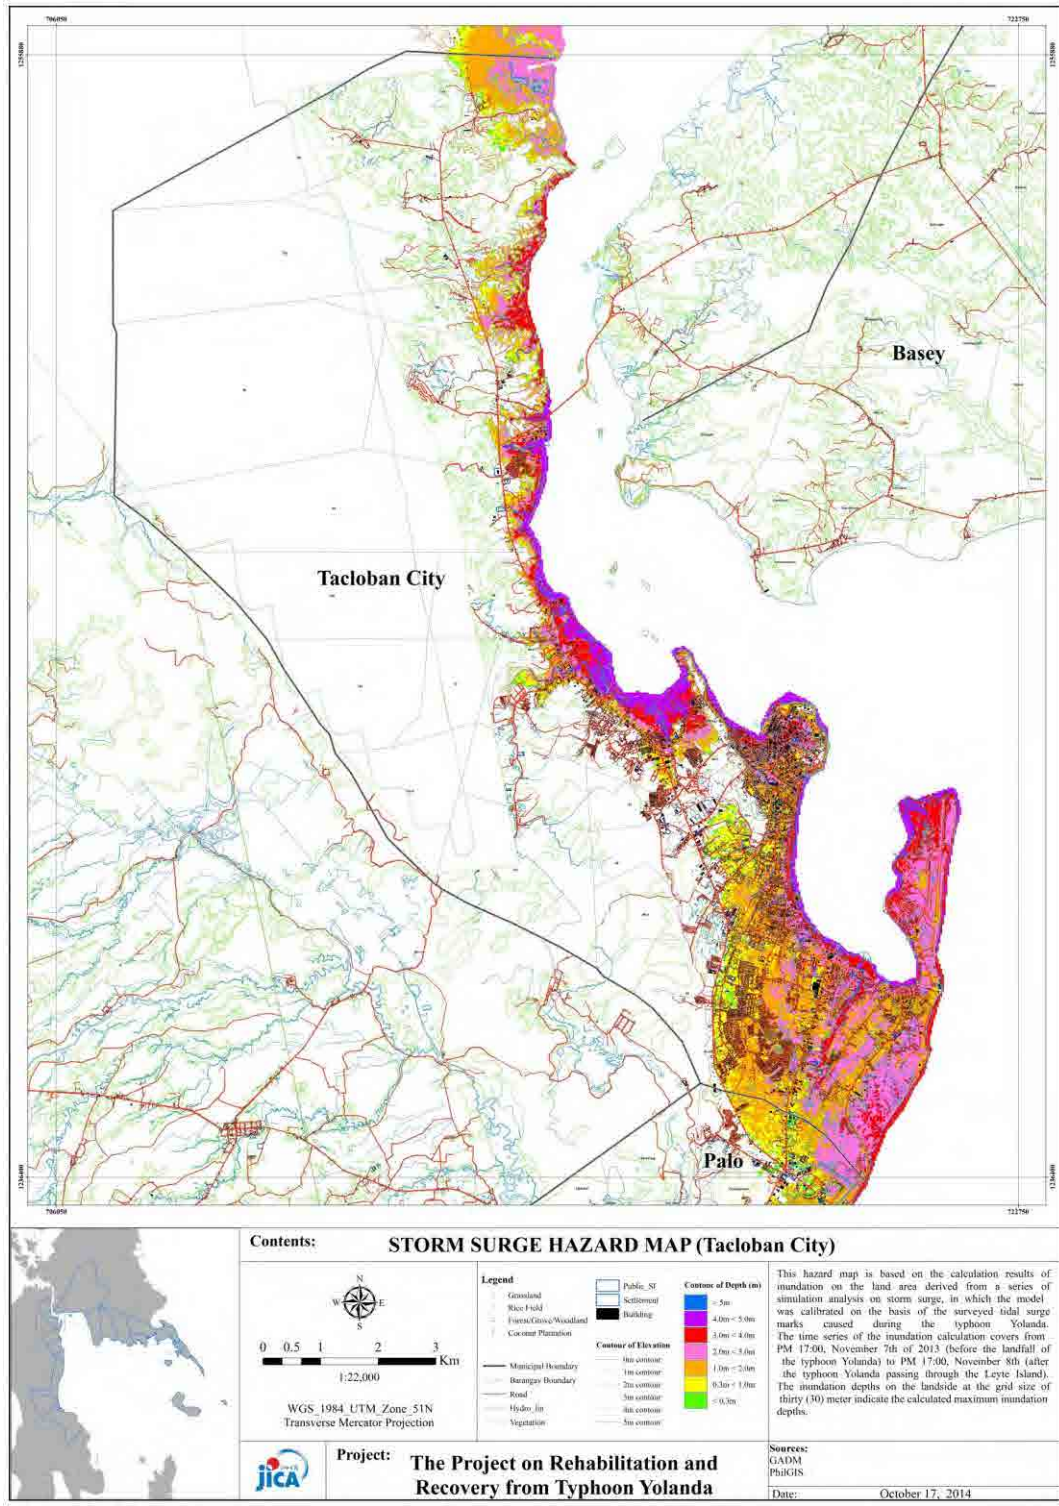 706050
722750
1255880
1255880
Basey
Tacloban City
Palo
1236400
1236400
706050
722750
Contents:
STORM SURGE HAZARD MAP (Tacloban City)
N
W
E
S
0 0.5 1 2 3
Km
1:22,000
WGS_1984_UTM_Zone_51N
Transverse Mercator Projection
Legend
Grassland
Rice Field
Forest/Grove/Woodland
Coconut Plantation
Municipal Boundary
Barangay Boundary
Road
Hydro_lin
Vegetation
Public_SI
Settlement
Building
Contour of Elevation
0m contour
1m contour
2m contour
3m contour
4m contour
5m contour
Contour of Depth (m)
> 5m
4.0m < 5.0m
3.0m < 4.0m
2.0m < 3.0m
1.0m < 2.0m
0.3m < 1.0m
< 0.3m
This hazard map is based on the calculation results of
inundation on the land area derived from a series of
simulation analysis on storm surge, in which the model
was calibrated on the basis of the surveyed tidal surge
marks caused during the typhoon Yolanda.
The time series of the inundation calculation covers from
PM 17:00, November 7th of 2013 (before the landfall of
the typhoon Yolanda) to PM 17:00, November 8th (after
the typhoon Yolanda passing through the Leyte Island).
The inundation depths on the landside at the grid size of
thirty (30) meter indicate the calculated maximum inundation
depths.
jICA
Project:
The Project on Rehabilitation and
Recovery from Typhoon Yolanda
Sources:
GADM
PhilGIS
Date: October 17, 2014